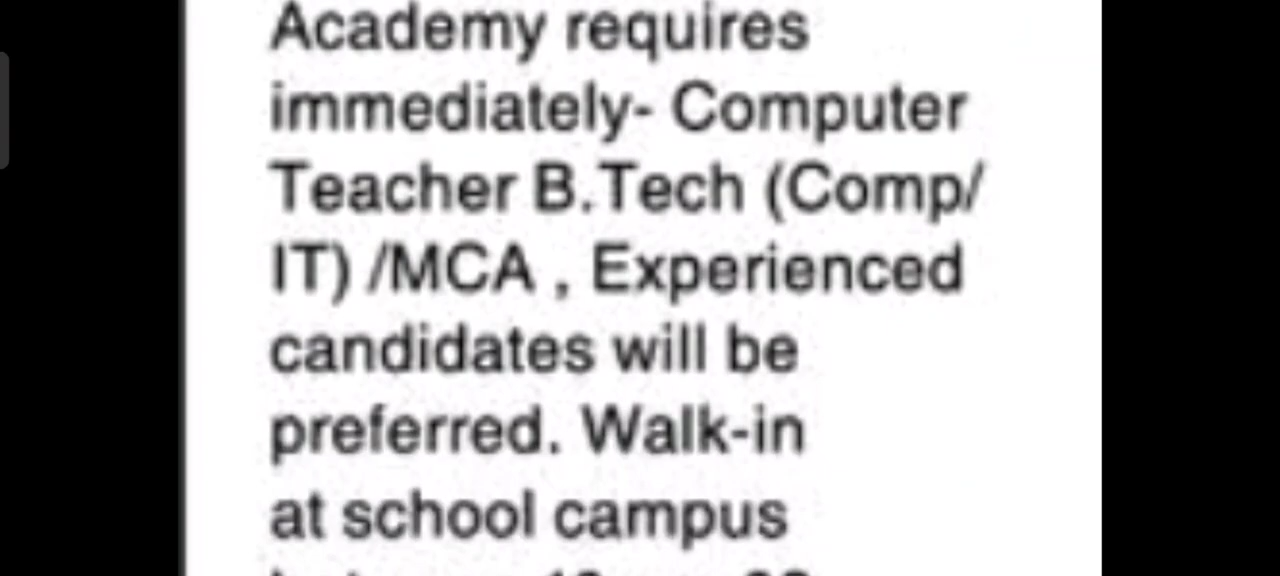 Academy requires
immediately- Computer
Teacher B.Tech (Comp/
IT) /MCA , Experienced
candidates will be
preferred. Walk-in
at school campus